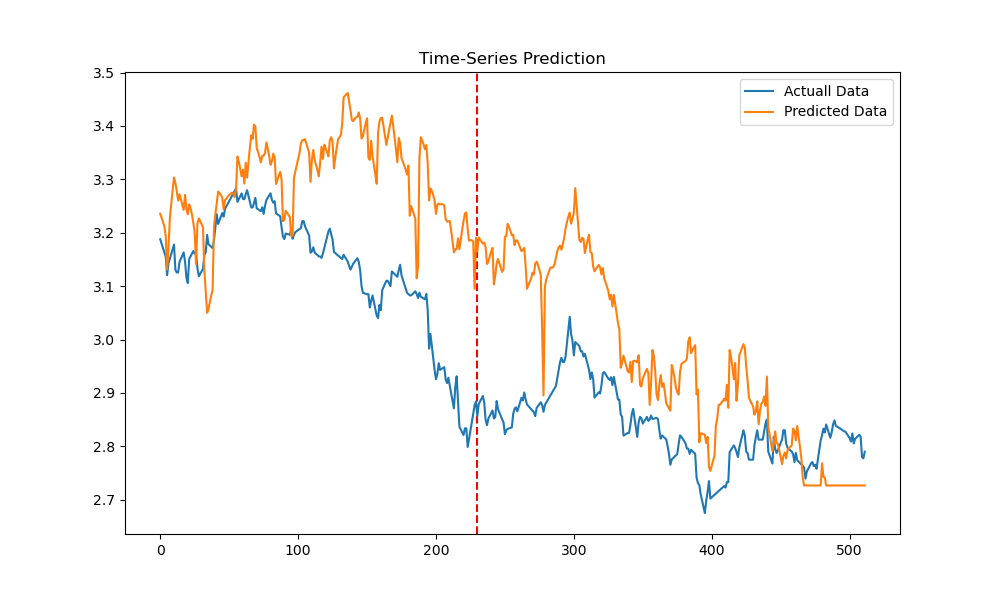 Time-Series Prediction
Actuall Data
Predicted Data
3.5
3.4
3.3
3.2
3.1
3.0
2.9
2.8
2.7
0 100 200 300 400 500